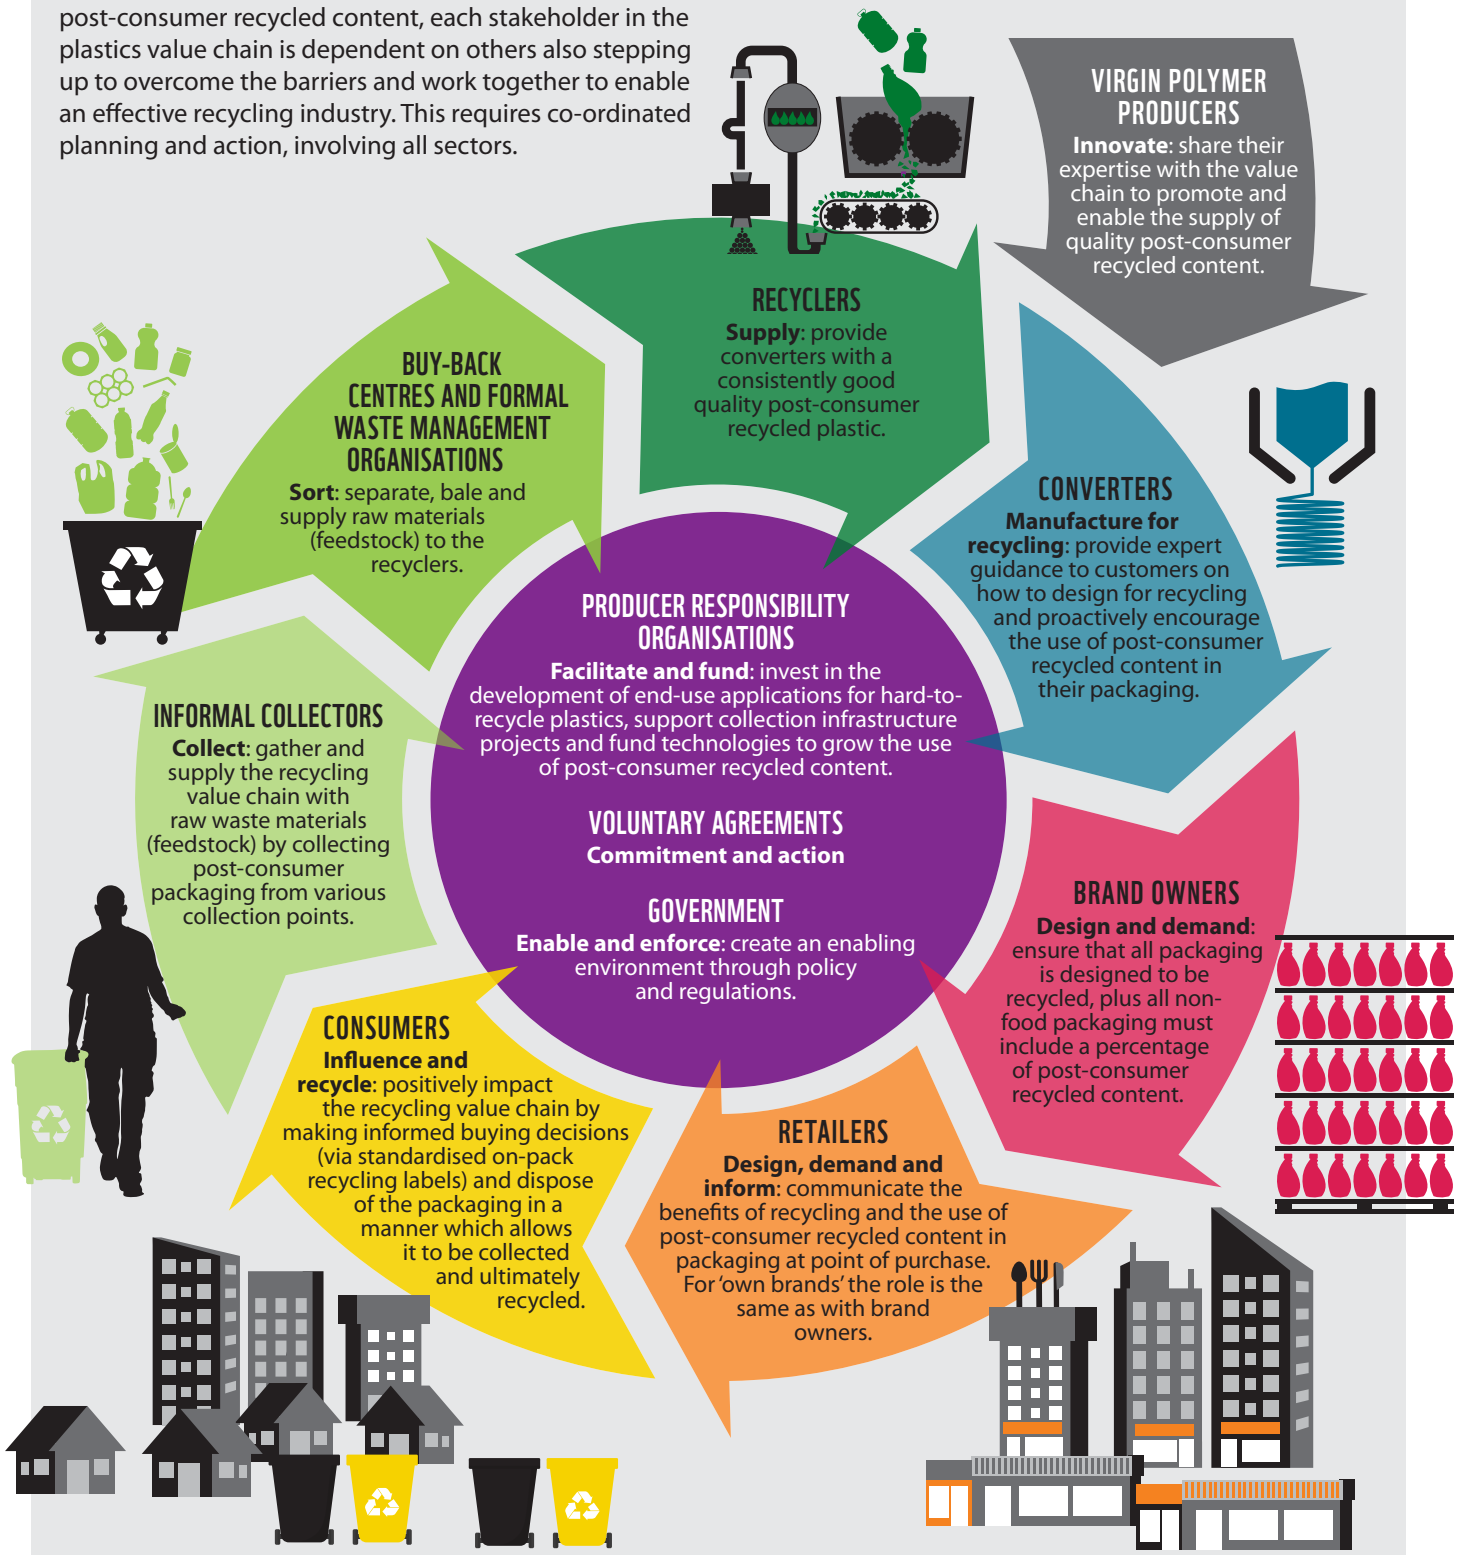 post-consumer recycled content, each stakeholder in the
plastics value chain is dependent on others also stepping
up to overcome the barriers and work together to enable
an effective recycling industry. This requires co-ordinated
planning and action, involving all sectors.
VIRGIN POLYMER
PRODUCERS
Innovate: share their
expertise with the value
chain to promote and
enable the supply of
quality post-consumer
recycled content.
RECYCLERS
Supply: provide
converters with a
consistently good
quality post-consumer
recycled plastic.
BUY-BACK
CENTRES AND FORMAL
WASTE MANAGEMENT
ORGANISATIONS
Sort: separate, bale and
supply raw materials
(feedstock) to the
recyclers.
CONVERTERS
Manufacture for
recycling: provide expert
guidance to customers on
how to design for recycling
and proactively encourage
the use of post-consumer
recycled content in
their packaging.
PRODUCER RESPONSIBILITY
ORGANISATIONS
Facilitate and fund: invest in the
development of end-use applications for hard-to-
recycle plastics, support collection infrastructure
projects and fund technologies to grow the use
of post-consumer recycled content.
VOLUNTARY AGREEMENTS
Commitment and action
GOVERNMENT
Enable and enforce: create an enabling
environment through policy
and regulations.
INFORMAL COLLECTORS
Collect: gather and
supply the recycling
value chain with
raw waste materials
(feedstock) by collecting
post-consumer
packaging from various
collection points.
BRAND OWNERS
Design and demand:
ensure that all packaging
is designed to be
recycled, plus all non-
food packaging must
include a percentage
of post-consumer
recycled content.
CONSUMERS
Influence and
recycle: positively impact
the recycling value chain by
making informed buying decisions
(via standardised on-pack
recycling labels) and dispose
of the packaging in a
manner which allows
it to be collected
and ultimately
recycled.
RETAILERS
Design, demand and
inform: communicate the
benefits of recycling and the use of
post-consumer recycled content in
packaging at point of purchase.
For ‘own brands’ the role is the
same as with brand
owners.